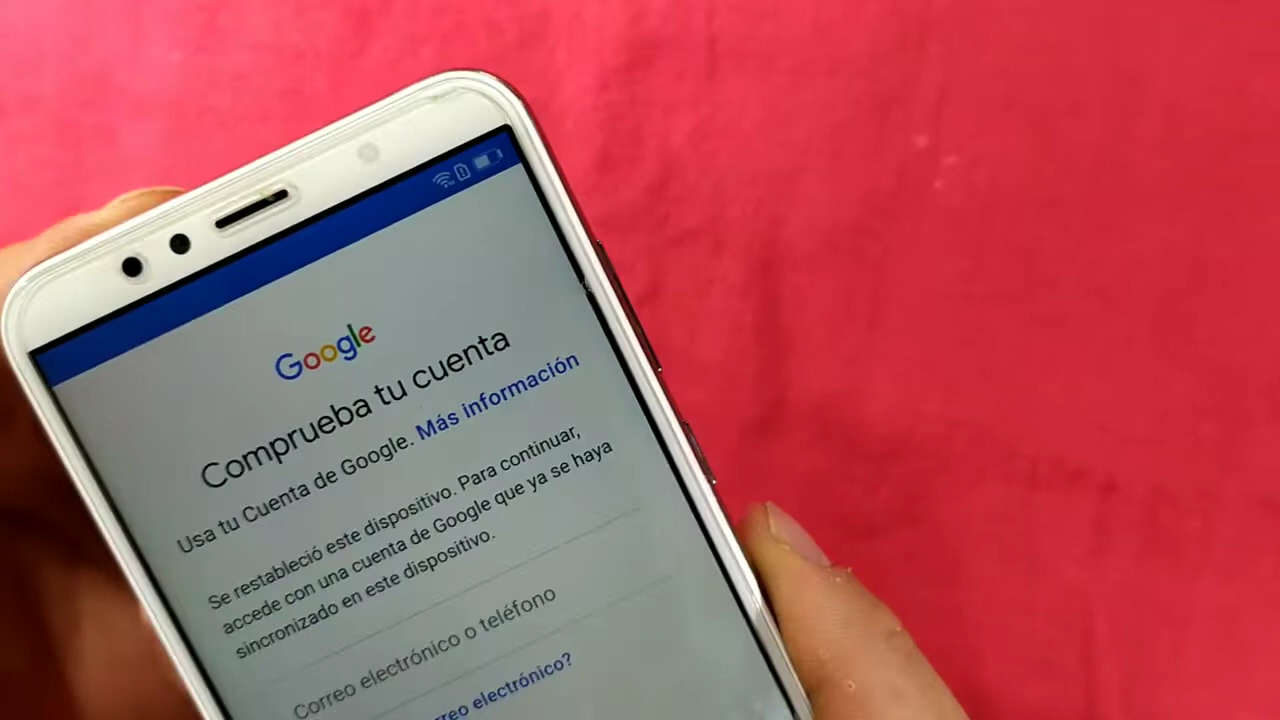 Google
Comprueba tu cuenta
Usa tu Cuenta de Google. Más información
Se restableció este dispositivo. Para continuar,
accede con una cuenta de Google que ya se haya
sincronizado en este dispositivo.
Correo electrónico o teléfono
electrónico?